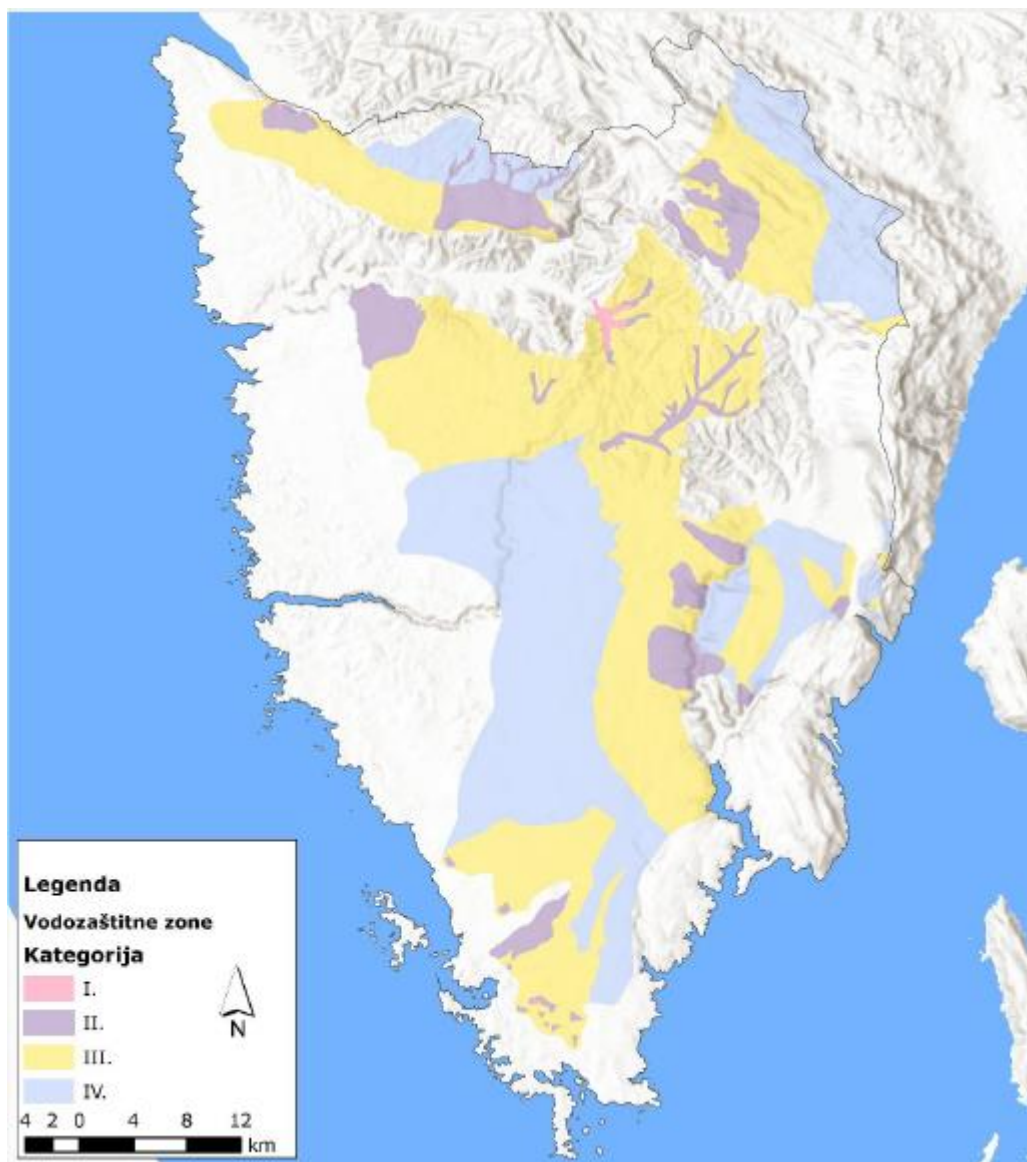 Legenda
Vodozaštitne zone
Kategorija
I.
II.
III.
IV.
N
4 2 0 4 8 12
km